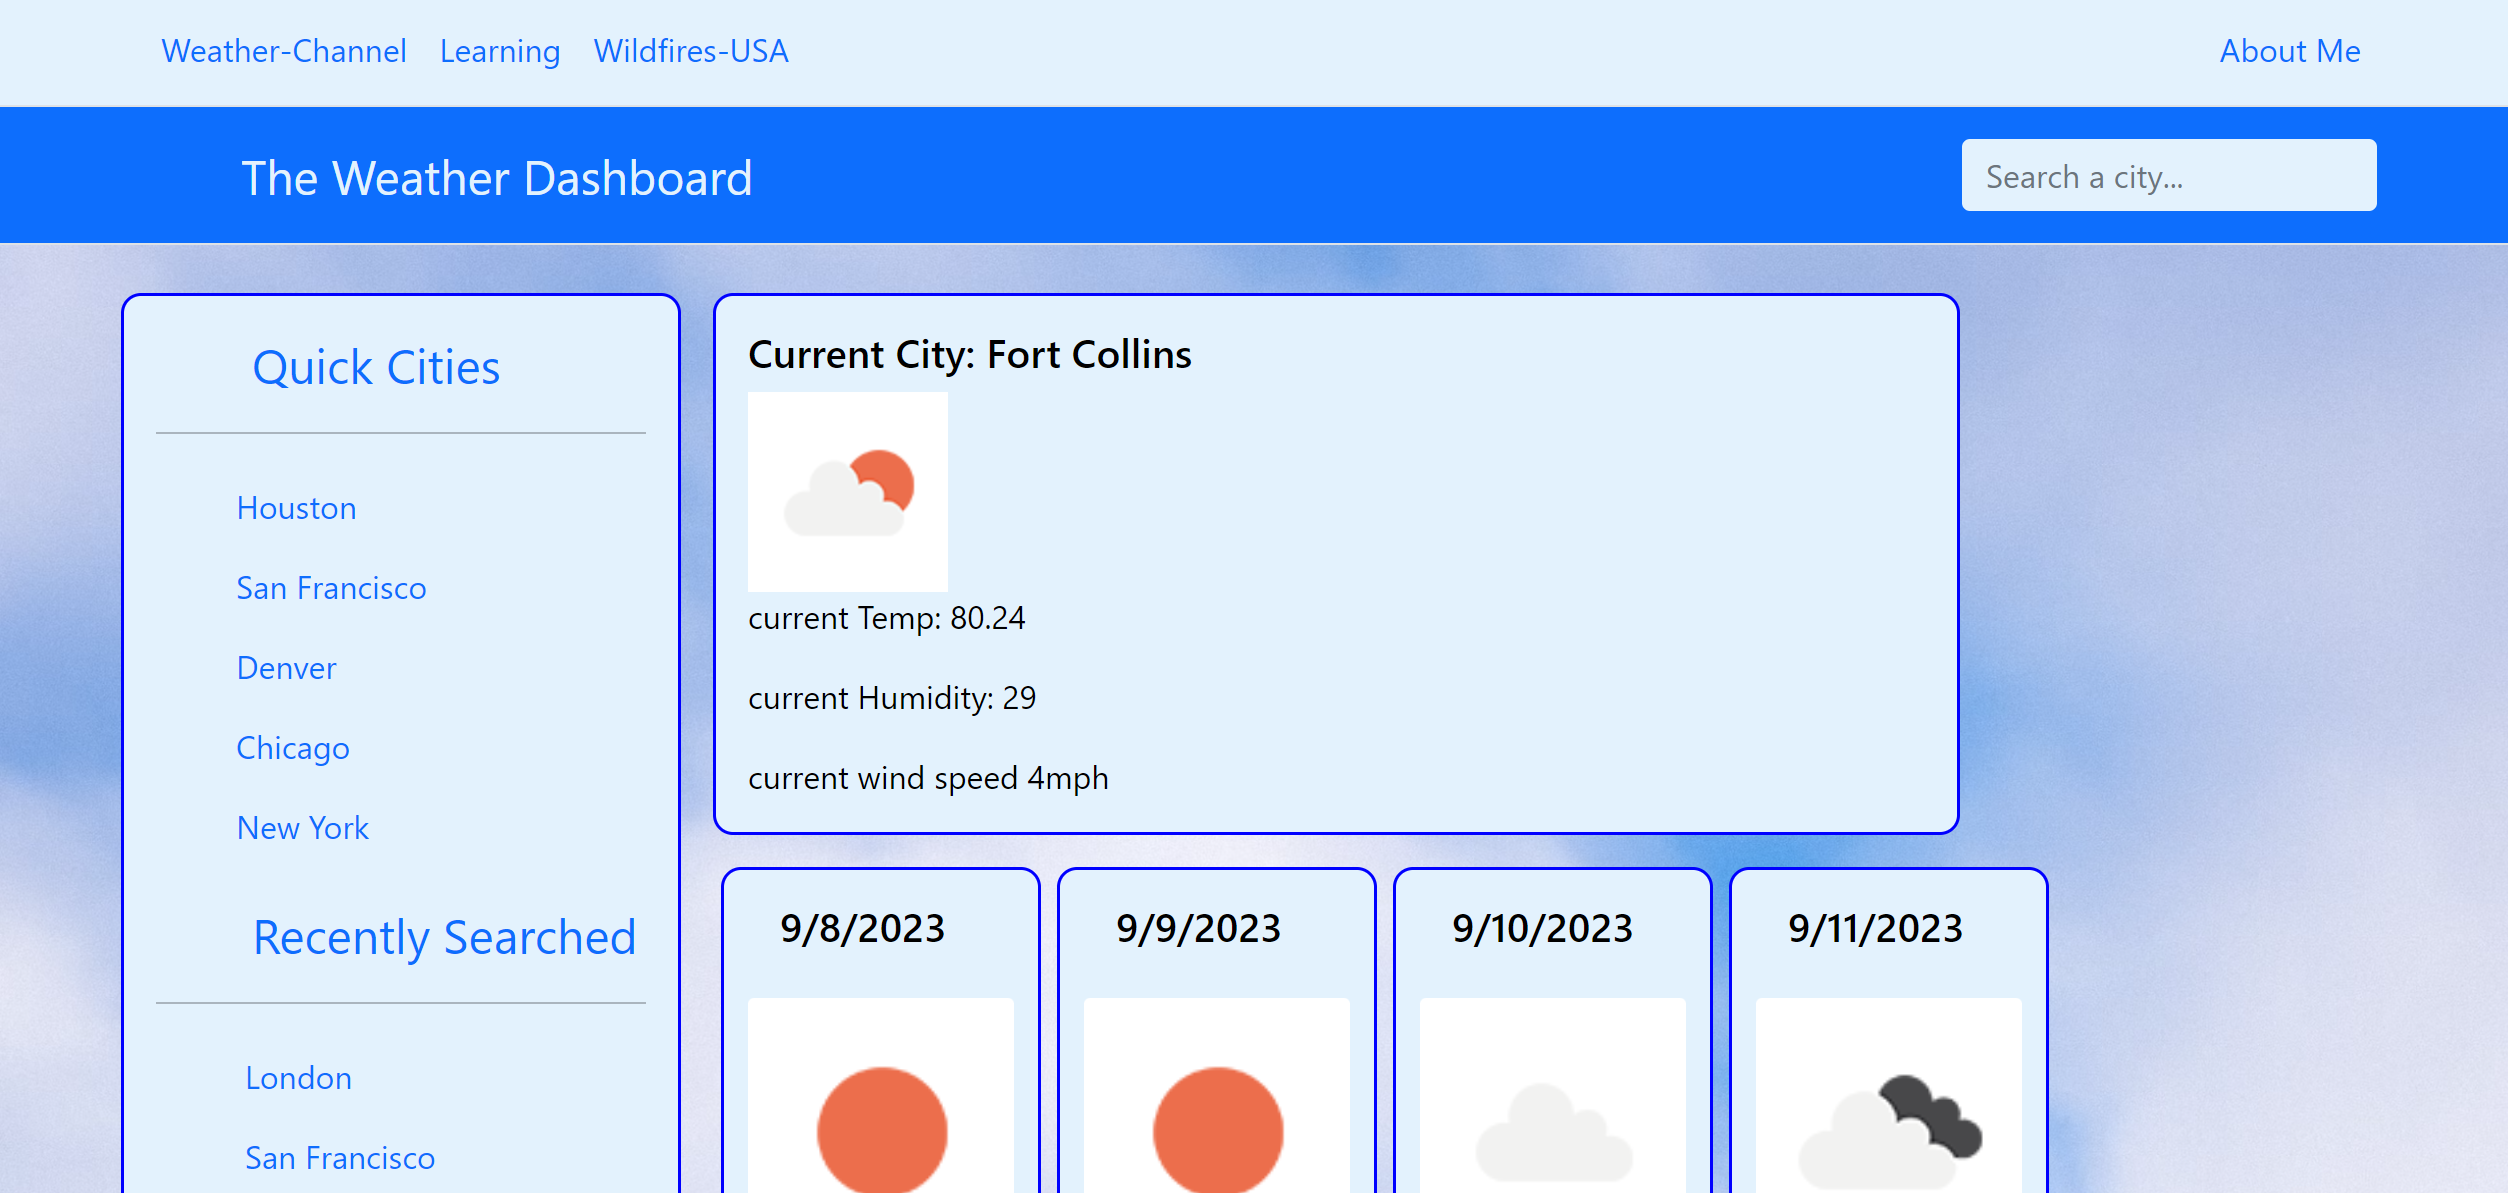 Weather-Channel Learning Wildfires-USA About Me
The Weather Dashboard
Search a city...
Quick Cities
Houston
San Francisco
Denver
Chicago
New York
Recently Searched
London
San Francisco
Current City: Fort Collins
current Temp: 80.24
current Humidity: 29
current wind speed 4mph
9/8/2023
9/9/2023
9/10/2023
9/11/2023